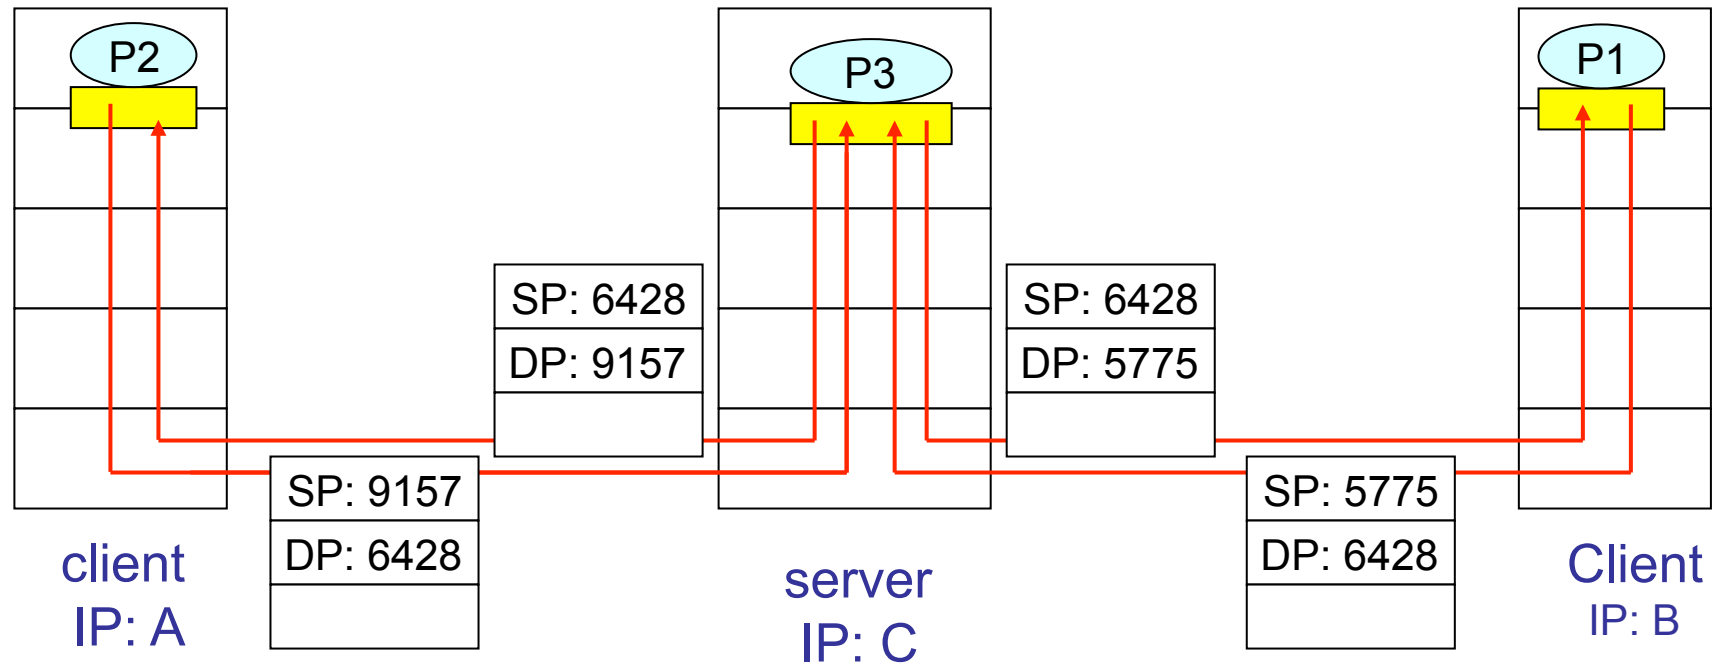 P2
P3
P1
SP: 6428
DP: 9157
SP: 6428
DP: 5775
SP: 9157
DP: 6428
SP: 5775
DP: 6428
client
IP: A
server
IP: C
Client
IP: B